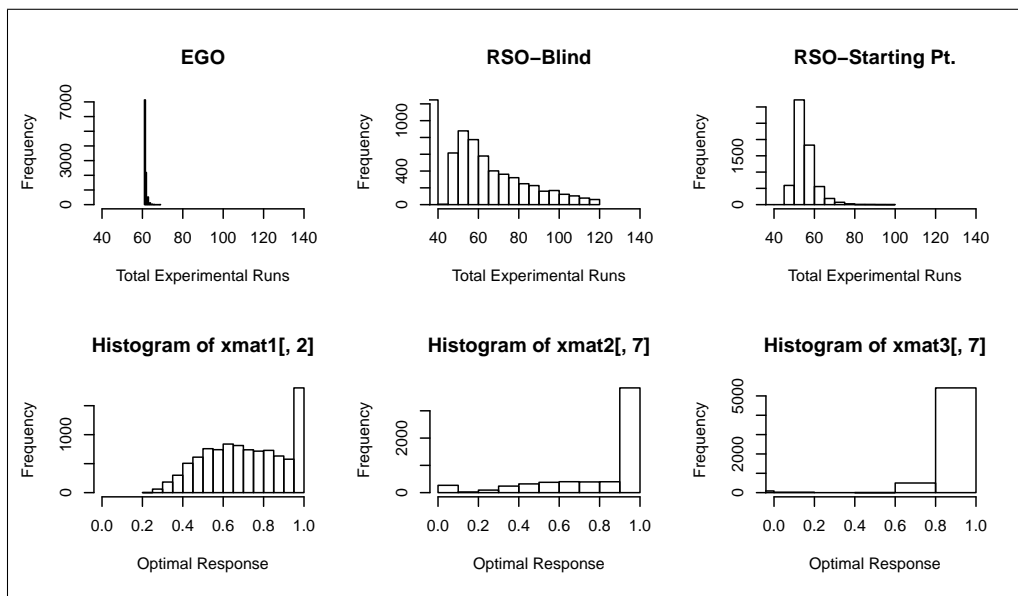 EGO
Frequency
0
3000
7000
40 60 80 100 120 140
Total Experimental Runs
RSO−Blind
Frequency
0
400
1000
40 60 80 100 120 140
Total Experimental Runs
RSO−Starting Pt.
Frequency
0
1500
40 60 80 100 120 140
Total Experimental Runs
Histogram of xmat1[, 2]
Frequency
0
1000
0.0 0.2 0.4 0.6 0.8 1.0
Optimal Response
Histogram of xmat2[, 7]
Frequency
0
2000
0.0 0.2 0.4 0.6 0.8 1.0
Optimal Response
Histogram of xmat3[, 7]
Frequency
0
2000
5000
0.0 0.2 0.4 0.6 0.8 1.0
Optimal Response